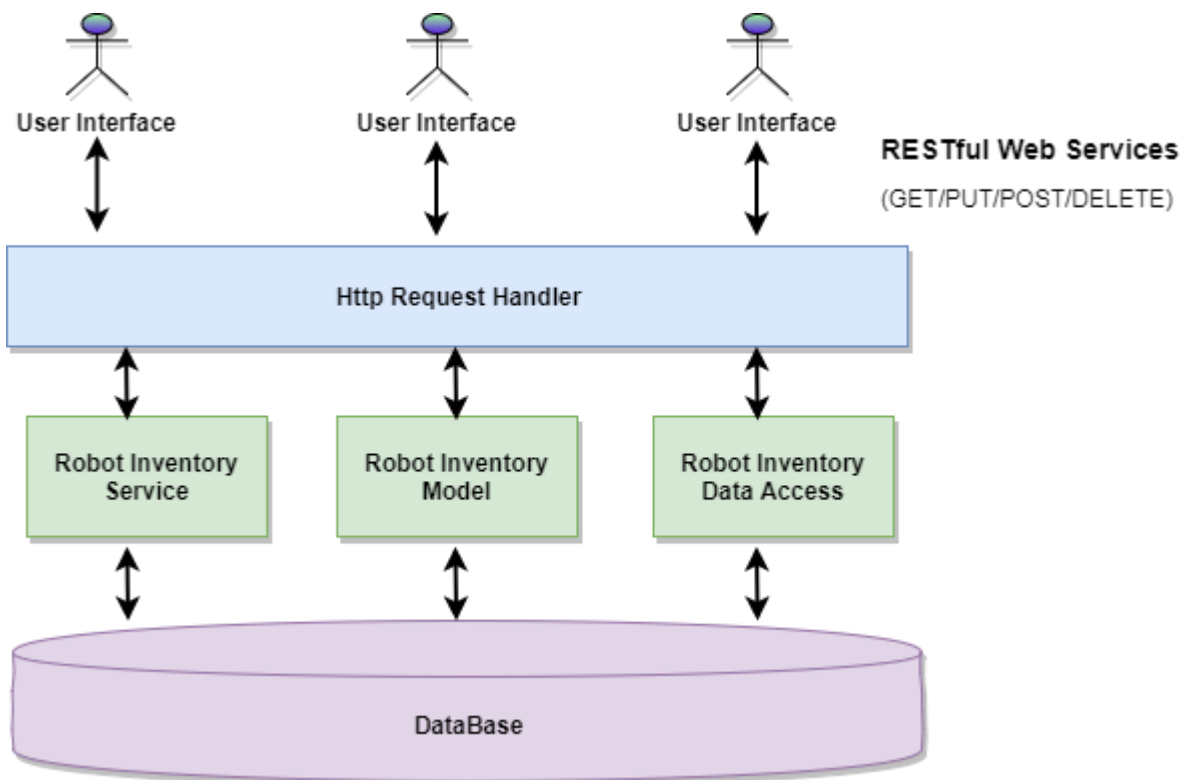 User Interface
User Interface
User Interface
RESTful Web Services
(GET/PUT/POST/DELETE)
Http Request Handler
Robot Inventory
Service
Robot Inventory
Model
Robot Inventory
Data Access
DataBase